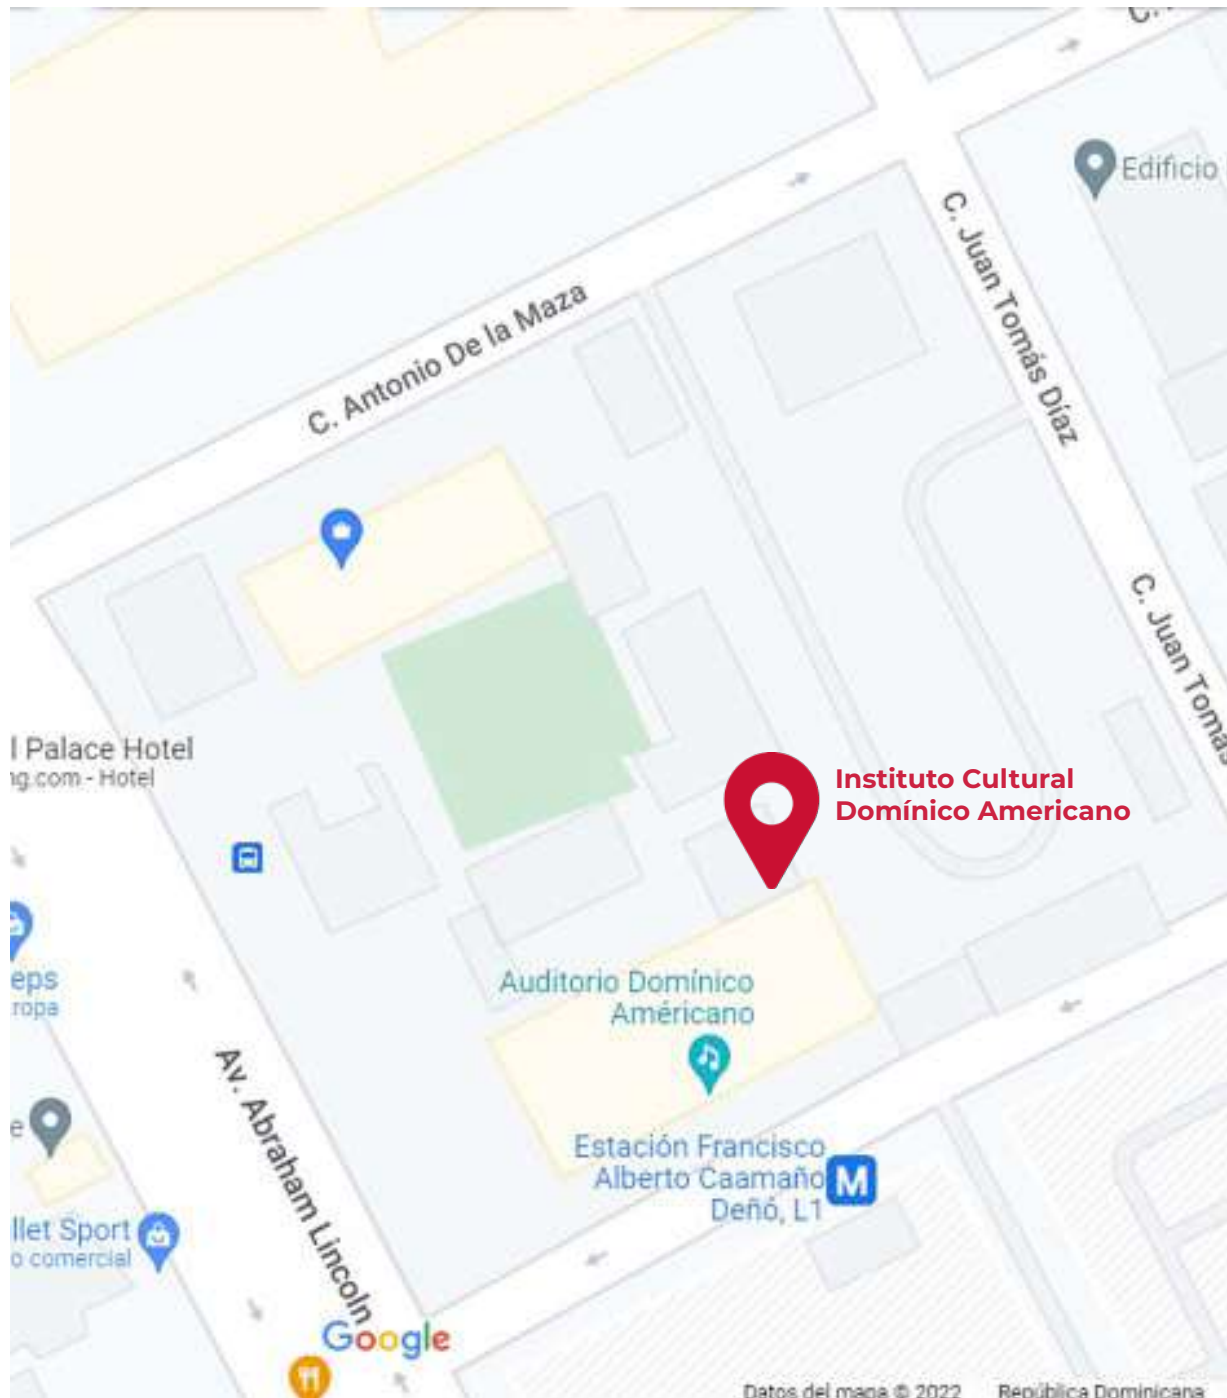 Edificio
C. Juan Tomás Díaz
C. Antonio De la Maza
C. Juan Tomás
l Palace Hotel
ng.com - Hotel
Instituto Cultural
Domínico Americano
eps
ropa
Auditorio Domínico
Américano
Av. Abraham Lincoln
e
Estación Francisco
Alberto Caamaño
Deñó, L1
M
llet Sport
o comercial
Google
Datos del mapa © 2022 República Dominicana